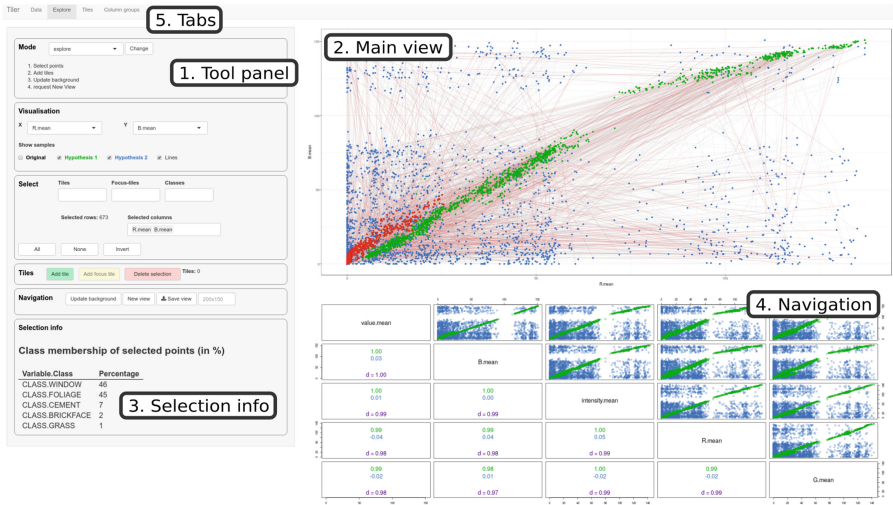 Tiler Data Explore Tiles Column groups
5. Tabs
Mode explore Change
1. Select points
2. Add tiles
3. Update background
4. request New View
1. Tool panel
Visualisation
X R.mean Y B.mean
Show samples
Original Hypothesis 1 Hypothesis 2 Lines
Select Tiles Focus-tiles Classes
Selected rows: 673 Selected columns
R.mean B.mean
All None Invert
Tiles Add tile Add focus tile Delete selection Tiles: 0
Navigation Update background New view Save view 200x150
Selection info
Class membership of selected points (in %)
Variable.Class Percentage
CLASS.WINDOW 46
CLASS.FOLIAGE 45
CLASS.CEMENT 7
CLASS.BRICKFACE 2
CLASS.GRASS 1
3. Selection info
2. Main view
B.mean
R.mean
4. Navigation
value.mean
1.00
0.03
d = 1.00
B.mean
1.00 1.00
0.01 0.00
d = 0.99 d = 0.99
intensity.mean
0.99 0.99 1.00
-0.04 0.04 0.05
d = 0.98 d = 0.98 d = 0.99
R.mean
0.99 0.98 1.00 0.99
-0.02 0.01 -0.02 -0.02
d = 0.98 d = 0.97 d = 0.99 d = 0.99
G.mean